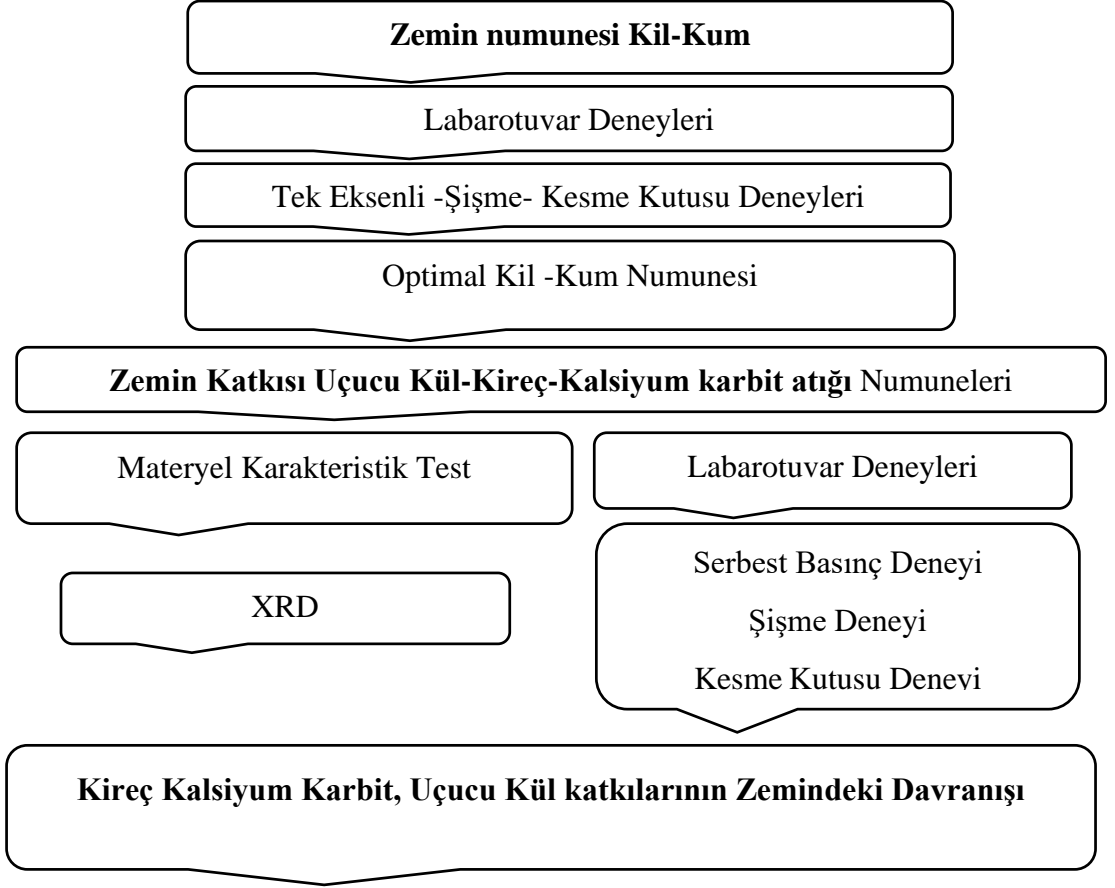 Zemin numunesi Kil-Kum
Labarotuvar Deneyleri
Tek Eksenli -Şişme- Kesme Kutusu Deneyleri
Optimal Kil -Kum Numunesi
Zemin Katkısı Uçucu Kül-Kireç-Kalsiyum karbit atığı Numuneleri
Materyel Karakteristik Test
Labarotuvar Deneyleri
XRD
Serbest Basınç Deneyi
Şişme Deneyi
Kesme Kutusu Deneyi
Kireç Kalsiyum Karbit, Uçucu Kül katkılarının Zemindeki Davranışı